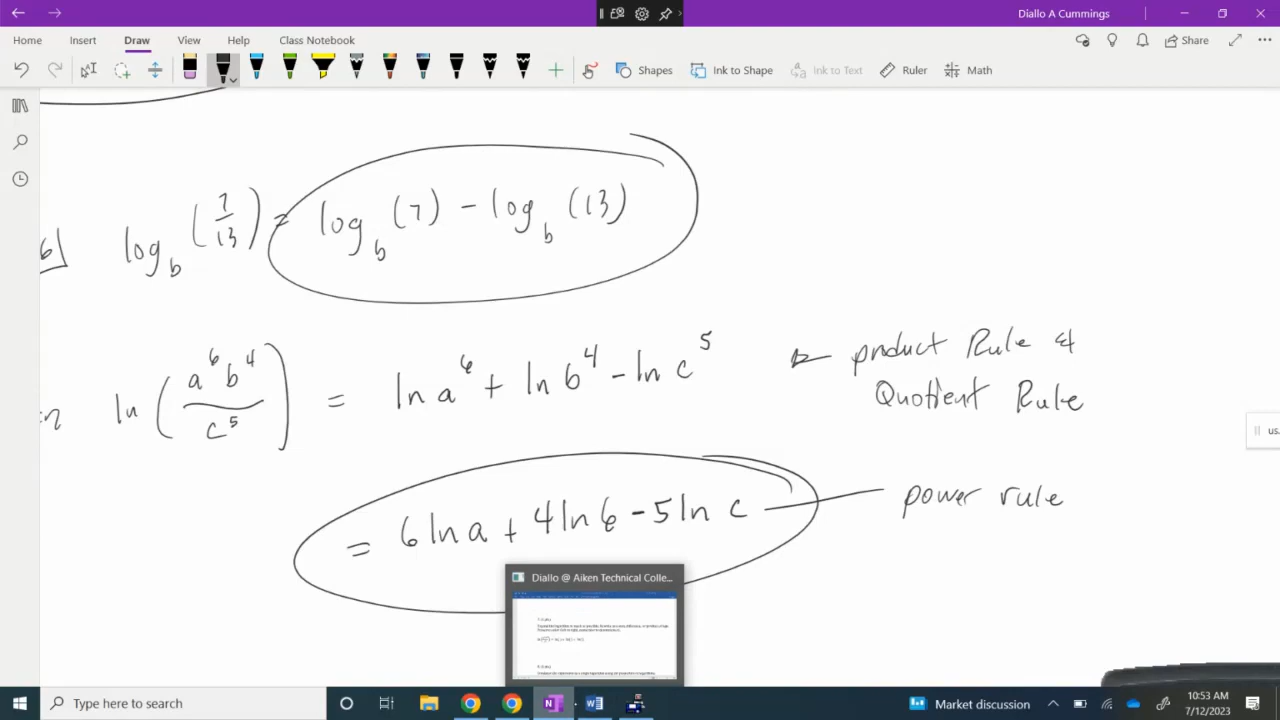 Diallo A Cummings
Home Insert Draw View Help Class Notebook Share
Shapes Ink to Shape Ink to Text Ruler Math
6] log_b (7/13) = log_b (7) - log_b (13)
ln (a^6 b^4 / c^5) = ln a^6 + ln b^4 - ln c^5 product Rule &
Quotient Rule
us.
= 6 ln a + 4 ln b - 5 ln c power rule
Diallo @ Aiken Technical Colle...
Type here to search
Market discussion
10:53 AM
7/12/2023